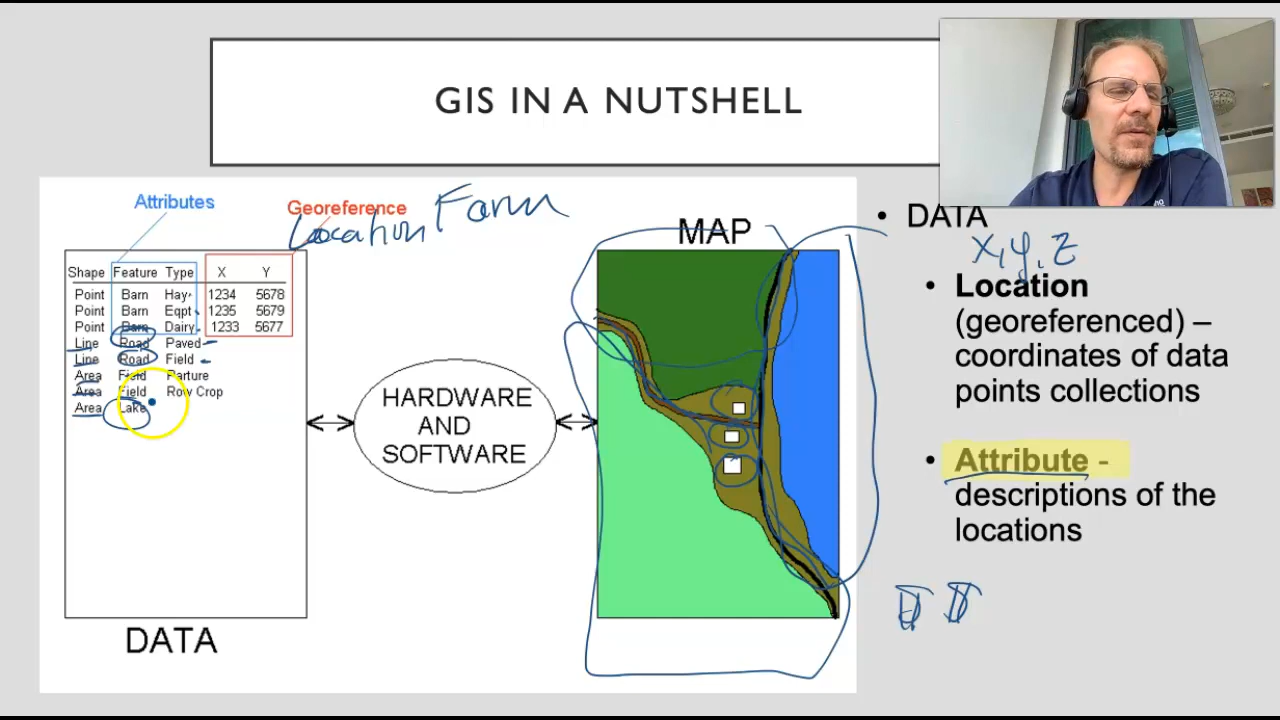 GIS IN A NUTSHELL
Attributes
Georeference
Location
Farm
Shape Feature Type X Y
Point Barn Hay 1234 5678
Point Barn Eqpt 1235 5679
Point Barn Dairy 1233 5677
Line Road Paved
Line Road Field
Area Field Parture
Area Field Row Crop
Area Lake
DATA
HARDWARE
AND
SOFTWARE
MAP
• DATA
x, y, z
• Location
(georeferenced) –
coordinates of data
points collections
• Attribute -
descriptions of the
locations